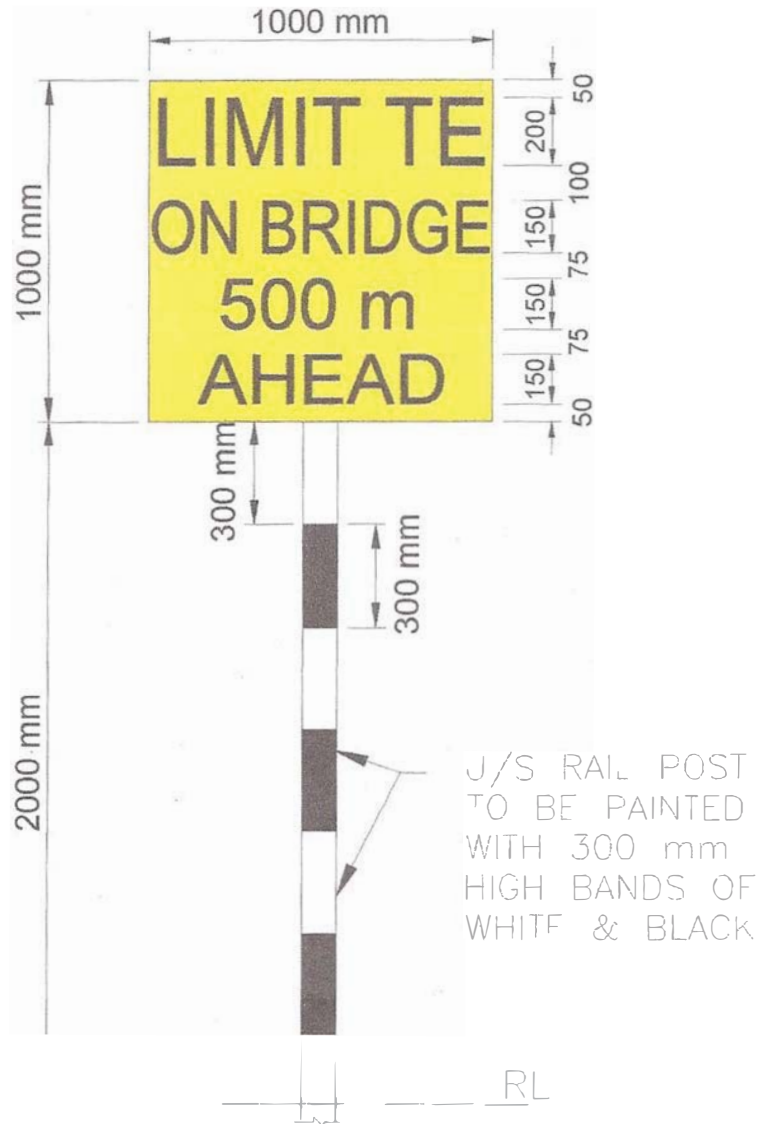 1000 mm
LIMIT TE
ON BRIDGE
500 m
AHEAD
1000 mm
50
200
100
150
75
150
75
150
50
300 mm
300 mm
2000 mm
J/S RAIL POST
TO BE PAINTED
WITH 300 mm
HIGH BANDS OF
WHITE & BLACK
RL